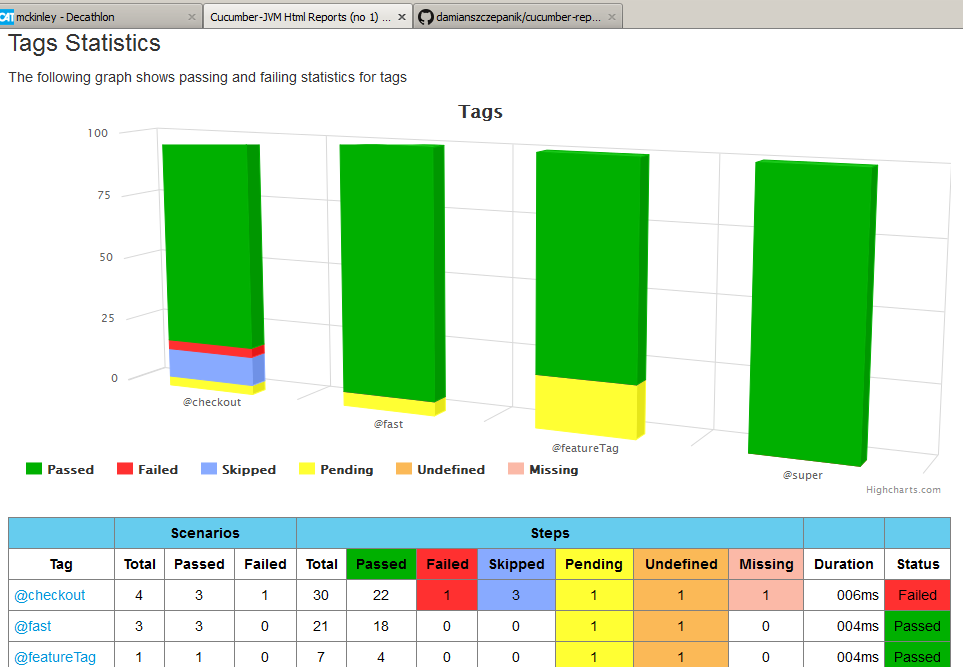 CAT mckinley - Decathlon × Cucumber-JVM Html Reports (no 1) ... × damianszczepanik/cucumber-rep... ×
Tags Statistics
The following graph shows passing and failing statistics for tags
Tags
100
75
50
25
0
@checkout
@fast
@featureTag
@super
Passed Failed Skipped Pending Undefined Missing
Highcharts.com
Scenarios Steps
Tag Total Passed Failed Total Passed Failed Skipped Pending Undefined Missing Duration Status
@checkout 4 3 1 30 22 1 3 1 1 1 006ms Failed
@fast 3 3 0 21 18 0 0 1 1 0 004ms Passed
@featureTag 1 1 0 7 4 0 0 1 1 0 004ms Passed